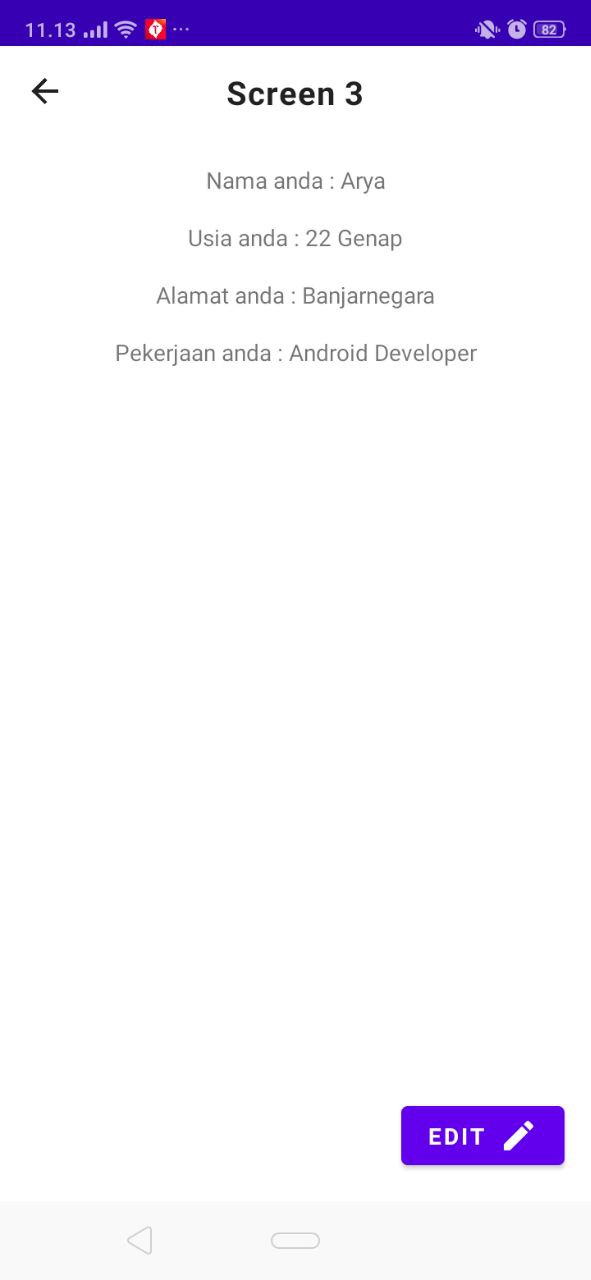 11.13
82
Screen 3
Nama anda : Arya
Usia anda : 22 Genap
Alamat anda : Banjarnegara
Pekerjaan anda : Android Developer
EDIT